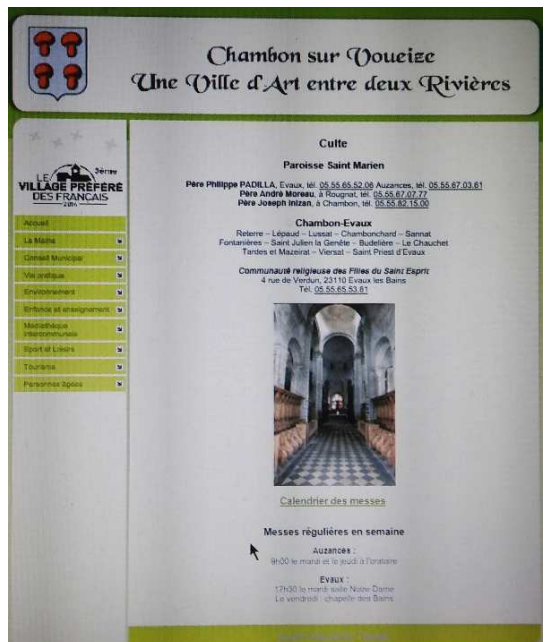 Chambon sur Voueize
Une Ville d'Art entre deux Rivières
2ème
LE
VILLAGE PRÉFÉRÉ
DES FRANÇAIS
2014
Accueil
La Mairie
Conseil Municipal
Vie pratique
Environnement
Enfance et enseignement
Médiathèque
intercommunale
Sport et Loisirs
Tourisme
Personnes âgées
Culte
Paroisse Saint Marien
Père Philippe PADILLA, Evaux, tél. 05.55.65.52.06 Auzances, tél. 05.55.67.03.61
Père André Moreau, à Rougnat, tél. 05.55.67.07.77
Père Joseph Inizan, à Chambon, tél. 05.55.82.15.00
Chambon-Evaux
Reterre – Lépaud – Lussat – Chambonchard – Sannat
Fontanières – Saint Julien la Genête – Budelière – Le Chauchet
Tardes et Mazeirat – Viersat – Saint Priest d'Evaux
Communauté religieuse des Filles du Saint Esprit
4 rue de Verdun, 23110 Evaux les Bains
Tél. 05.55.65.53.81
Calendrier des messes
Messes régulières en semaine
Auzances :
9h00 le mardi et le jeudi à l'oratoire
Evaux :
17h30 le mardi salle Notre Dame
Le vendredi : chapelle des Bains